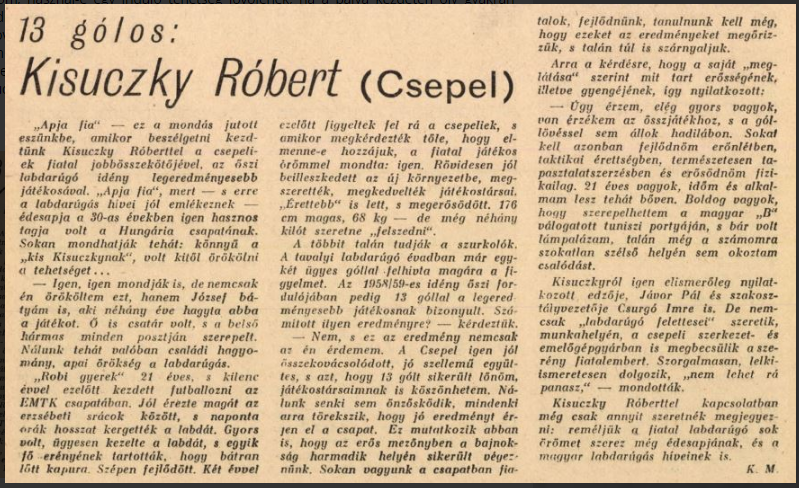 13 gólos:
Kisuczky Róbert (Csepel)
„Apja fia“ — ez a mondás jutott
eszünkbe, amikor beszélgetni kezd-
tünk Kisuczky Róberttel a csepeli-
ek fiatal jobbösszekötőjével, az őszi
labdarúgó idény legeredményesebb
játékosával. „Apja fia“, mert — s erre
a labdarúgás hívei jól emlékeznek —
édesapja a 30-as években igen hasznos
tagja volt a Hungária csapatának.
Sokan mondhatják tehát: könnyű a
„kis Kisuczkynak“, volt kitől örökölni
a tehetséget...
— Igen, igen mondják is, de nemcsak
én örököltem ezt, hanem József bá-
tyám is, aki néhány éve hagyta abba
a játékot. Ő is csatár volt, s a belső
hármas minden posztján szerepelt.
Nálunk tehát valóban családi hagyo-
mány, apai örökség a labdarúgás.
„Robi gyerek“ 21 éves, s kilenc
évvel ezelőtt kezdett futballozni az
EMTK csapatában. Jól érezte magát az
erzsébeti srácok között, s naponta
órák hosszat kergették a labdát. Gyors
volt, ügyesen kezelte a labdát, s egyik
fő erényének tartották, hogy bátran
lőtt kapura. Szépen fejlődött. Két évvel
ezelőtt figyeltek fel rá a csepeliek, s
amikor megkérdezték tőle, hogy el-
menne-e hozzájuk, a fiatal játékos
örömmel mondta: igen. Rövidesen jól
beilleszkedett az új környezetbe, meg-
szerették, megkedvelték játékostársai.
„Érettebb“ is lett, s megerősödött. 176
cm magas, 68 kg — de még néhány
kilót szeretne „felszedni“.
A többit talán tudják a szurkolók.
A tavalyi labdarúgó évadban már egy-
két ügyes góllal felhívta magára a fi-
gyelmet. Az 1958/59-es idény őszi for-
dulójában pedig 13 góllal a legered
ményesebb játékosnak bizonyult. Szá-
mított ilyen eredményre? — kérdeztük.
— Nem, s ez az eredmény nemcsak
az én érdemem. A Csepel igen jól
összekovácsolódott, jó szellemű együt-
tes, s azt, hogy 13 gólt sikerült lőnöm,
játékostársaimnak is köszönhetem. Ná-
lunk senki sem önzősködik, mindenki
arra törekszik, hogy jó eredményt ér-
jen el a csapat. Ez mutatkozik abban
is, hogy az erős mezőnyben a bajnok-
ság harmadik helyén sikerült végez-
nünk. Sokan vagyunk a csapatban fia-
talok, fejlődnünk, tanulnunk kell még,
hogy ezeket az eredményeket megőriz-
zük, s talán túl is szárnyaljuk.
Arra a kérdésre, hogy a saját „meg-
látása“ szerint mit tart erősségének,
illetve gyengéjének, így nyilatkozott:
— Úgy érzem, elég gyors vagyok,
van érzékem az összjátékhoz, s a gól-
lövéssel sem állok hadilábon. Sokat
kell azonban fejlődnöm erőnlétben,
taktikai érettségben, természetesen ta-
pasztalatszerzésben és erősödnöm fizi-
kailag. 21 éves vagyok, időm és alkal-
mam lesz tehát bőven. Boldog vagyok,
hogy szerepelhettem a magyar „B“
válogatott tuniszi portyáján, s bár volt
lámpalázam, talán még a számomra
szokatlan szélső helyén sem okoztam
csalódást.
Kisuczkyról igen elismerőleg nyilat-
kozott edzője, Jávor Pál és szakosz-
tályvezetője Csurgó Imre is. De nem-
csak „labdarúgó felettesei“ szeretik,
munkahelyén, a csepeli szerkezet- és
emelőgépgyárban is megbecsülik a sze-
rény fiatalembert. Szorgalmasan, lelki-
ismeretesen dolgozik, „nem lehet rá
panasz,“ — mondották.
Kisuczky Róberttel kapcsolatban
még csak annyit szeretnék megjegyez-
ni: reméljük a fiatal labdarúgó sok
örömet szerez még édesapjának, és a
magyar labdarúgás híveinek is.
K. M.